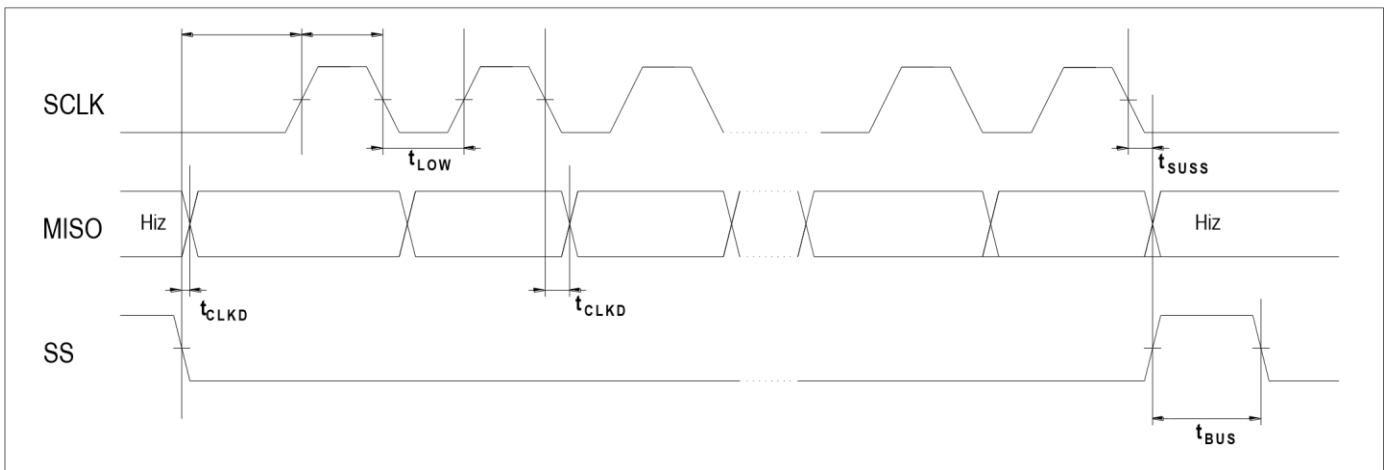 SCLK
tLOW
tSUSS
MISO
Hiz
Hiz
tCLKD
tCLKD
SS
tBUS